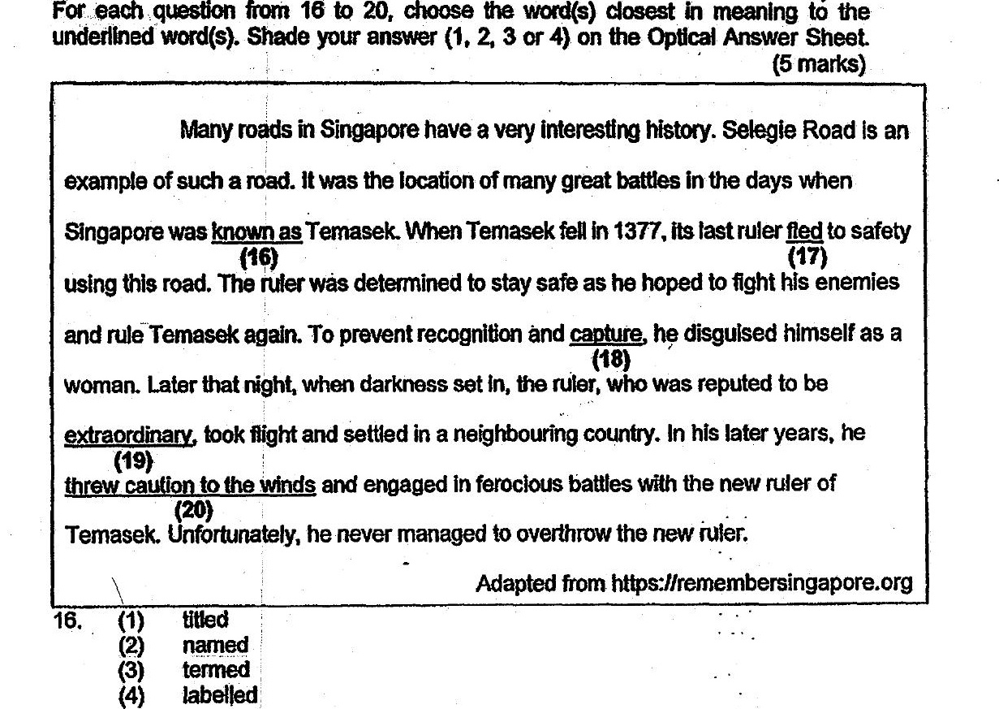 For each question from 16 to 20, choose the word(s) closest in meaning to the
underlined word(s). Shade your answer (1, 2, 3 or 4) on the Optical Answer Sheet.
(5 marks)
Many roads in Singapore have a very interesting history. Selegie Road is an
example of such a road. It was the location of many great battles in the days when
Singapore was known as Temasek. When Temasek fell in 1377, its last ruler fled to safety
(16) (17)
using this road. The ruler was determined to stay safe as he hoped to fight his enemies
and rule Temasek again. To prevent recognition and capture, he disguised himself as a
(18)
woman. Later that night, when darkness set in, the ruler, who was reputed to be
extraordinary, took flight and settled in a neighbouring country. In his later years, he
(19)
threw caution to the winds and engaged in ferocious battles with the new ruler of
(20)
Temasek. Unfortunately, he never managed to overthrow the new ruler.
Adapted from https://remembersingapore.org
16. (1) titled
(2) named
(3) termed
(4) labelled